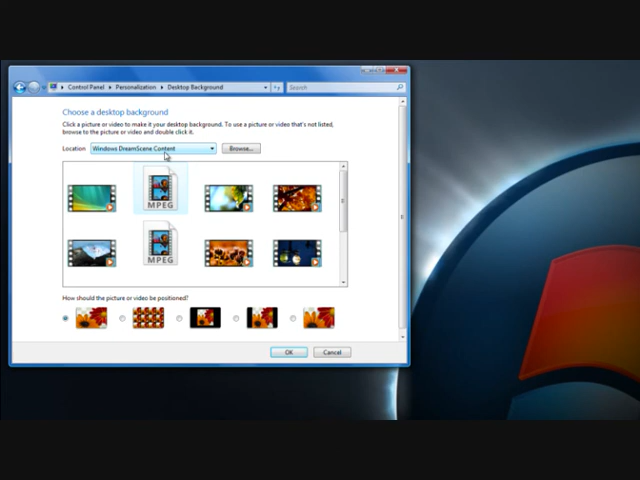 Control Panel ▸ Personalization ▸ Desktop Background
Search
Choose a desktop background
Click a picture or video to make it your desktop background. To use a picture or video that's not listed,
browse to the picture or video and double click it.
Location: Windows DreamScene Content Browse...
MPEG
MPEG
How should the picture or video be positioned?
OK Cancel